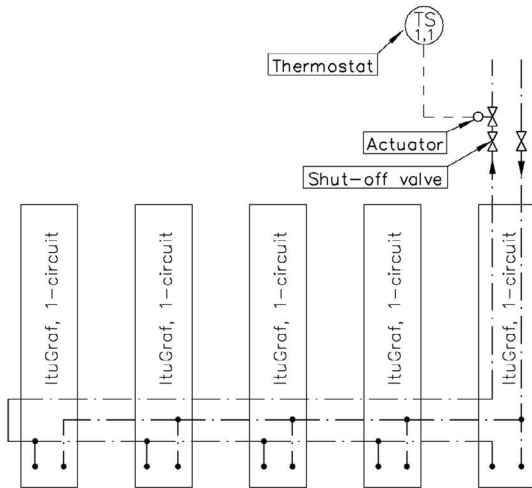 TS
1,1
Thermostat
Actuator
Shut-off valve
ItuGraf, 1-circuit
ItuGraf, 1-circuit
ItuGraf, 1-circuit
ItuGraf, 1-circuit
ItuGraf, 1-circuit